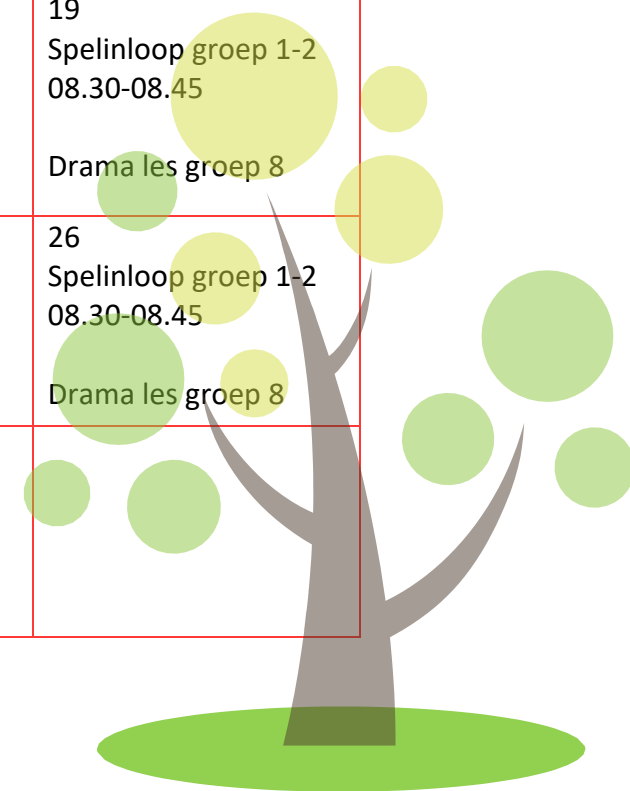 19
Spelinloop groep 1-2
08.30-08.45
Drama les groep 8
26
Spelinloop groep 1-2
08.30-08.45
Drama les groep 8